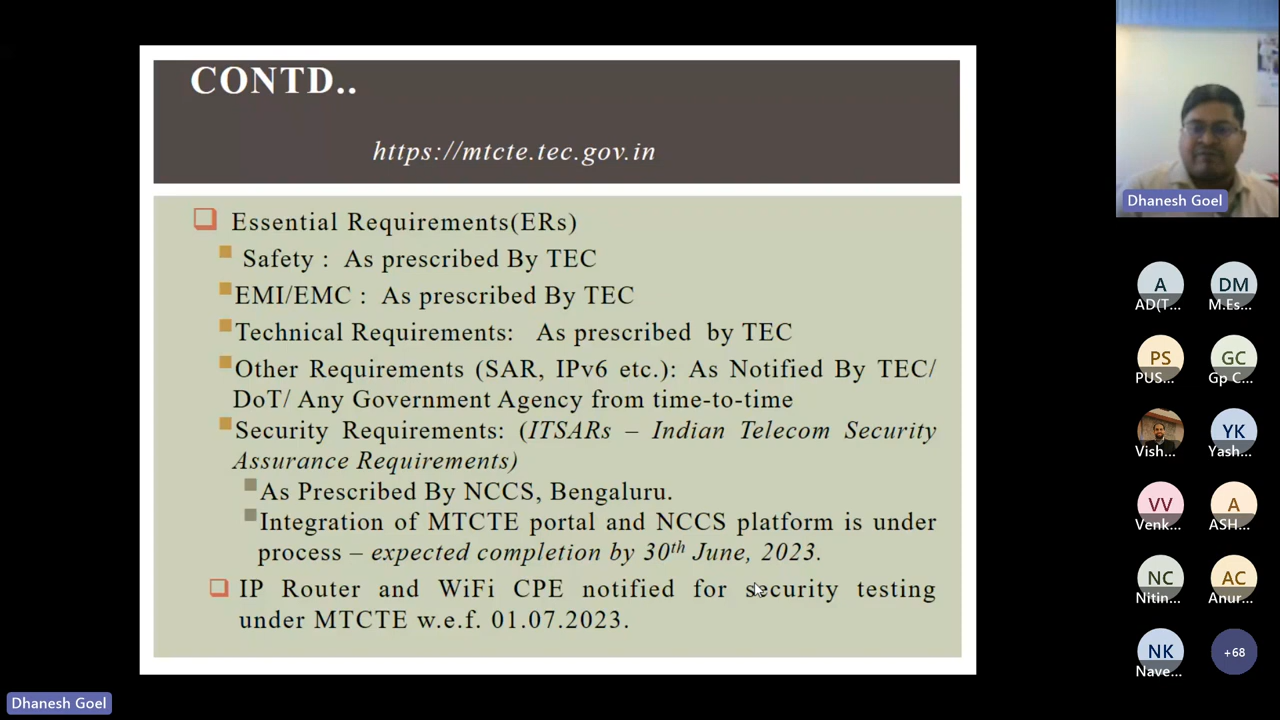 CONTD..
https://mtcte.tec.gov.in
Essential Requirements(ERs)
Safety : As prescribed By TEC
EMI/EMC : As prescribed By TEC
Technical Requirements: As prescribed by TEC
Other Requirements (SAR, IPv6 etc.): As Notified By TEC/
DoT/ Any Government Agency from time-to-time
Security Requirements: (ITSARs – Indian Telecom Security
Assurance Requirements)
As Prescribed By NCCS, Bengaluru.
Integration of MTCTE portal and NCCS platform is under
process – expected completion by 30th June, 2023.
IP Router and WiFi CPE notified for security testing
under MTCTE w.e.f. 01.07.2023.
Dhanesh Goel
A DM
AD(T... M.Es...
PS GC
PUS... Gp C...
YK
Vish... Yash...
VV A
Venk... ASH...
NC AC
Nitin... Anur...
NK +68
Nave...
Dhanesh Goel